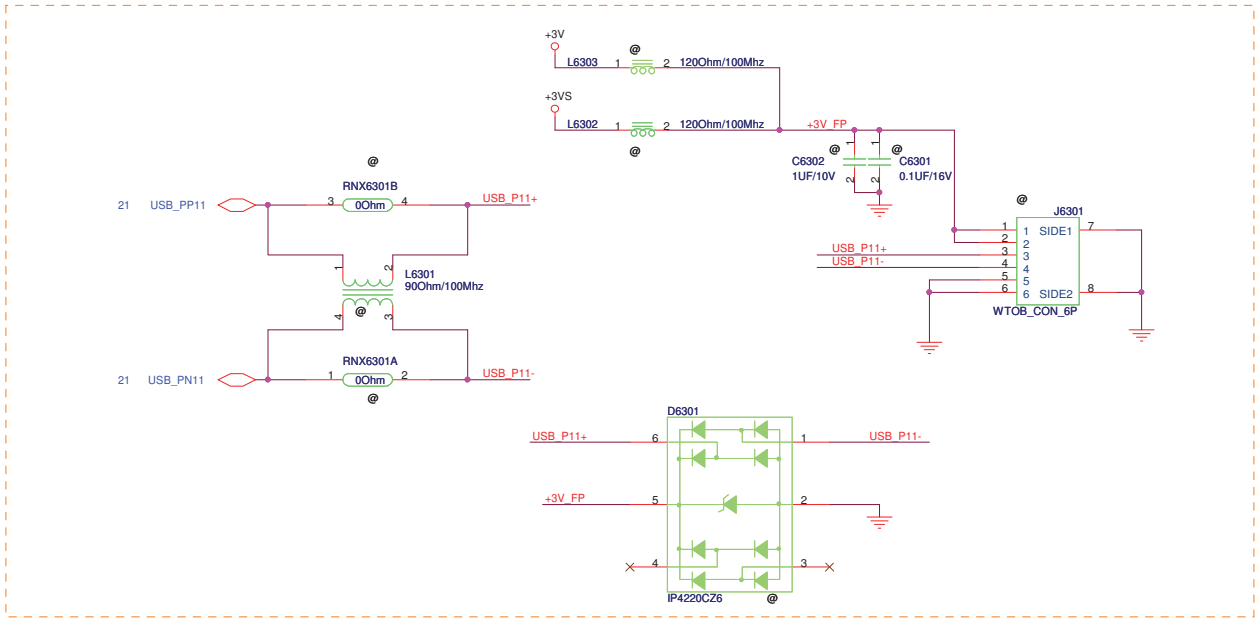 +3V
@
L6303 1 2 120Ohm/100Mhz
+3VS
L6302 1 2 120Ohm/100Mhz +3V_FP
@
@ 1 1 @
C6302 C6301
1UF/10V 0.1UF/16V
2 2
@
RNX6301B
21 USB_PP11 3 0Ohm 4 USB_P11+
1 2
L6301
90Ohm/100Mhz
@
4 3
RNX6301A
21 USB_PN11 1 0Ohm 2 USB_P11-
@
@
J6301
1 1 SIDE1 7
2 2
USB_P11+ 3 3
USB_P11- 4 4
5 5
6 6 SIDE2 8
WTOB_CON_6P
D6301
USB_P11+ 6 1 USB_P11-
+3V_FP 5 2
4 3
IP4220CZ6 @